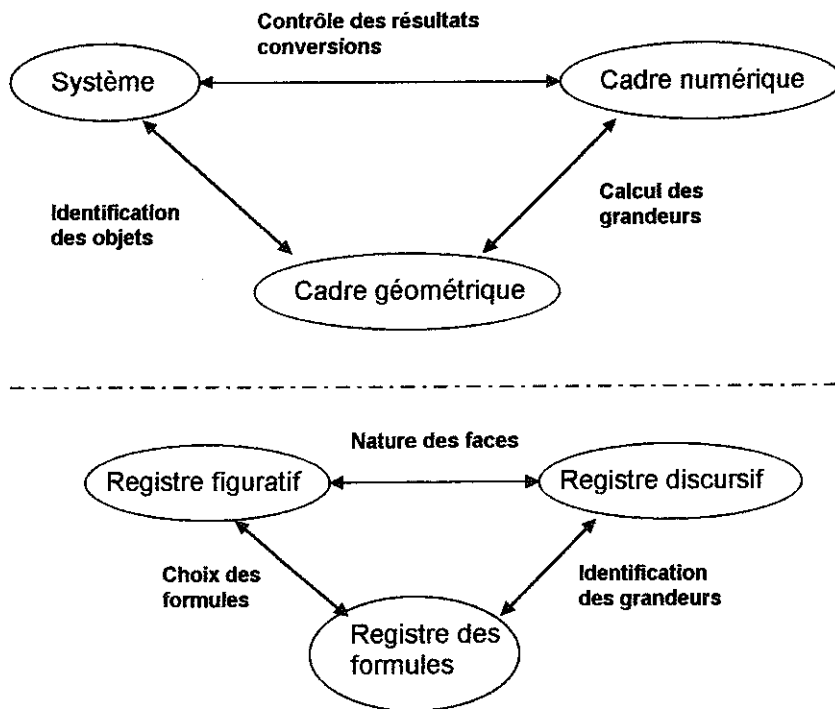 Contrôle des résultats
conversions
Système
Cadre numérique
Identification
des objets
Calcul des
grandeurs
Cadre géométrique
Nature des faces
Registre figuratif
Registre discursif
Choix des
formules
Identification
des grandeurs
Registre des
formules